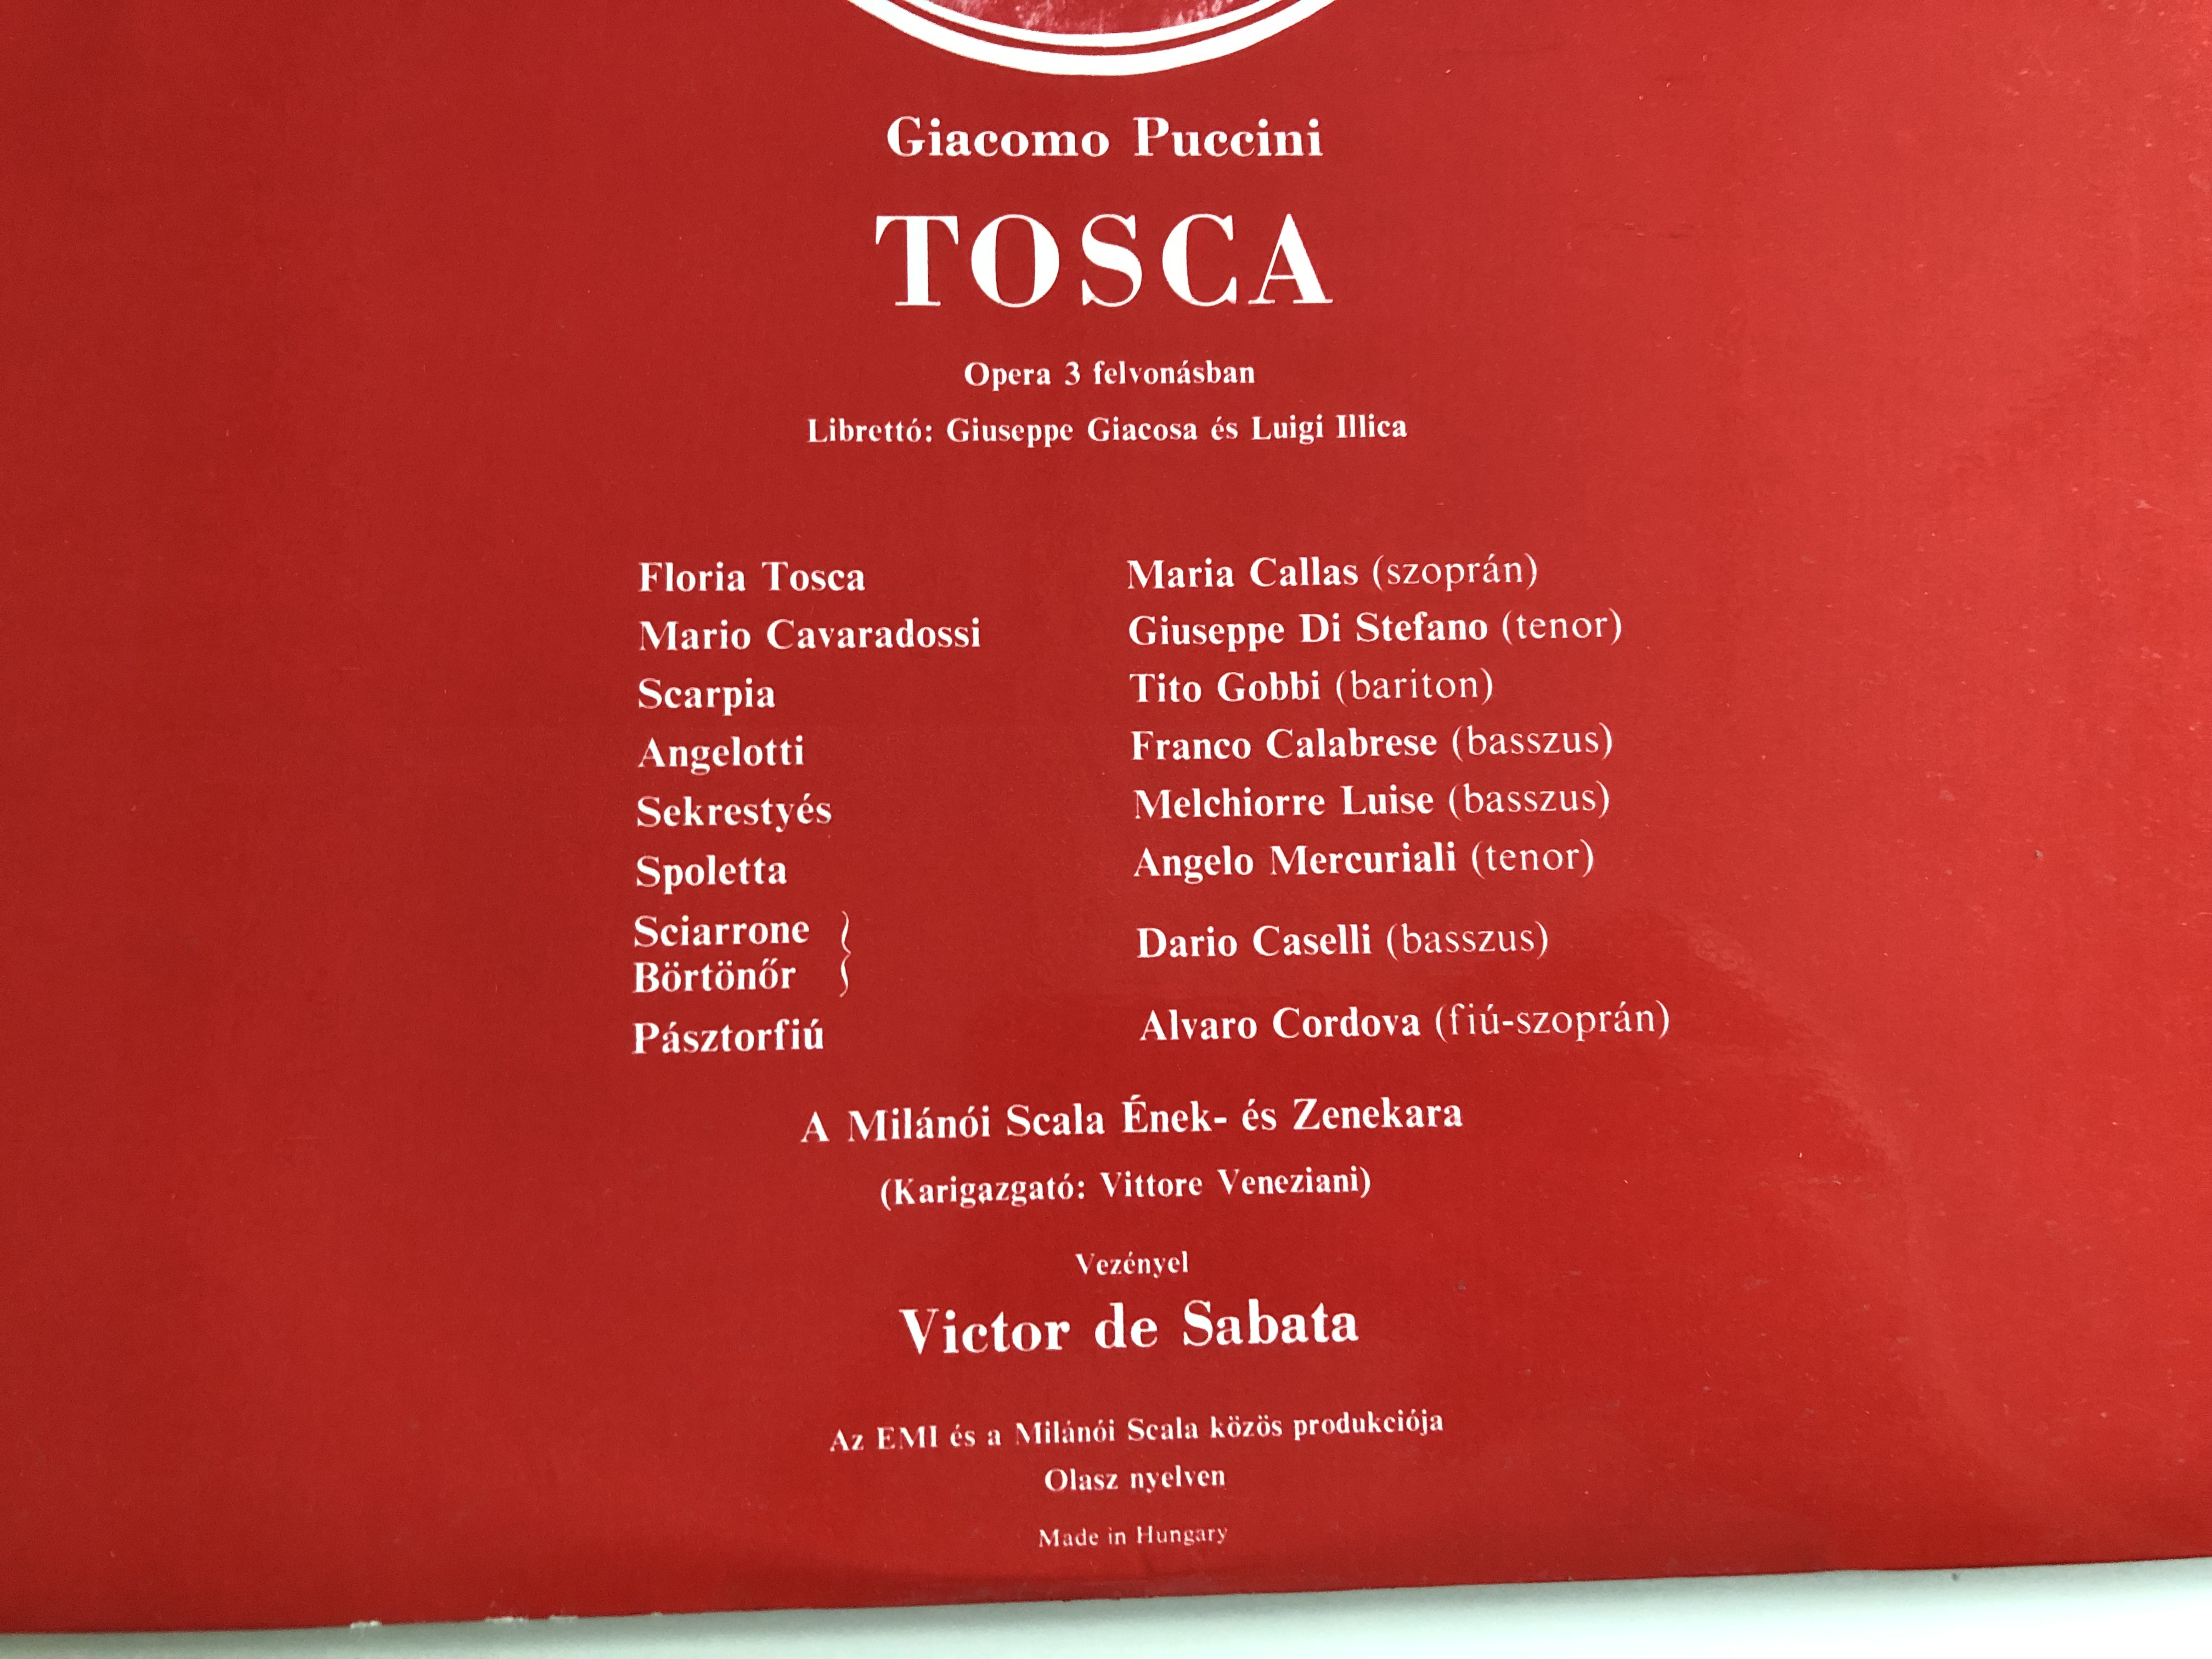 Giacomo Puccini
TOSCA
Opera 3 felvonásban
Librettó: Giuseppe Giacosa és Luigi Illica
Floria Tosca Maria Callas (szoprán)
Mario Cavaradossi Giuseppe Di Stefano (tenor)
Scarpia Tito Gobbi (bariton)
Angelotti Franco Calabrese (basszus)
Sekrestyés Melchiorre Luise (basszus)
Spoletta Angelo Mercuriali (tenor)
Sciarrone
Börtönőr } Dario Caselli (basszus)
Pásztorfiú Alvaro Cordova (fiú-szoprán)
A Milánói Scala Ének- és Zenekara
(Karigazgató: Vittore Veneziani)
Vezényel
Victor de Sabata
Az EMI és a Milánói Scala közös produkciója
Olasz nyelven
Made in Hungary